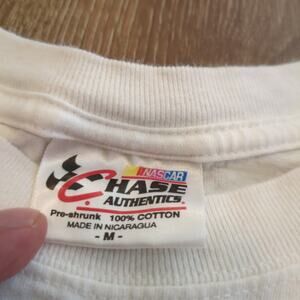 NASCAR
CHASE
AUTHENTICS
Pre-shrunk 100% COTTON
MADE IN NICARAGUA
- M -